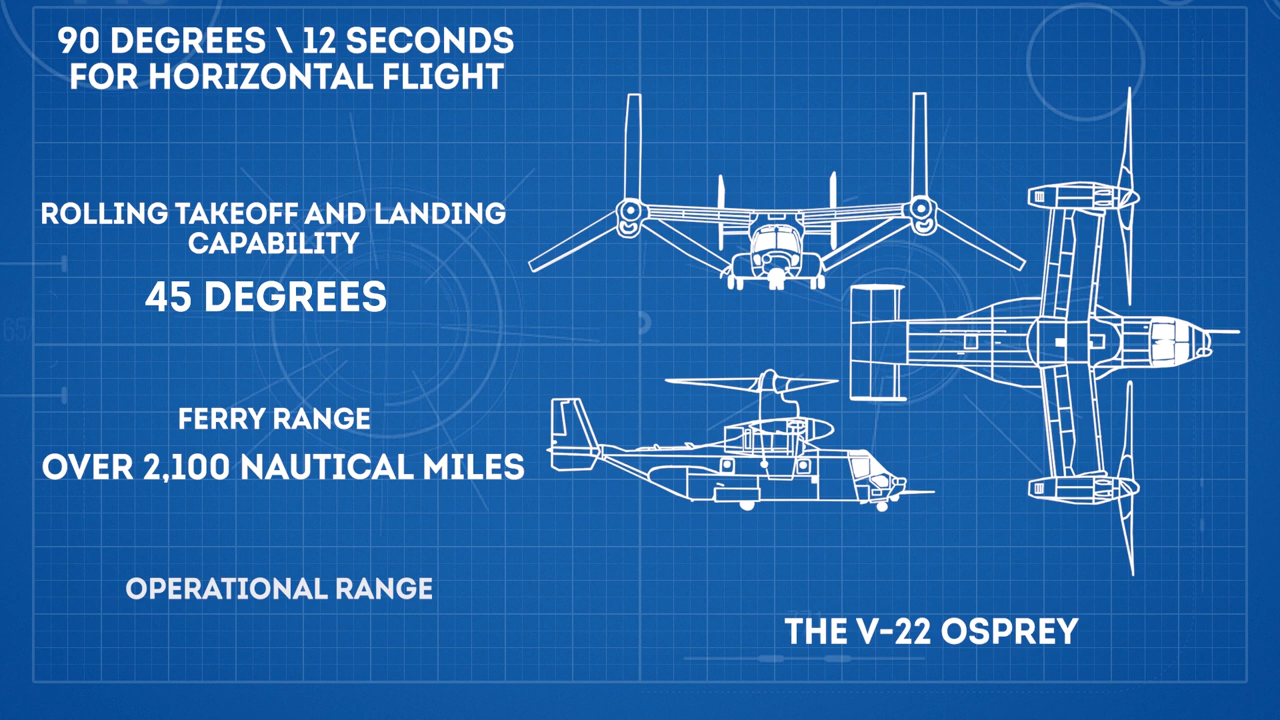 90 DEGREES \ 12 SECONDS
FOR HORIZONTAL FLIGHT
ROLLING TAKEOFF AND LANDING
CAPABILITY
45 DEGREES
FERRY RANGE
OVER 2,100 NAUTICAL MILES
OPERATIONAL RANGE
THE V-22 OSPREY